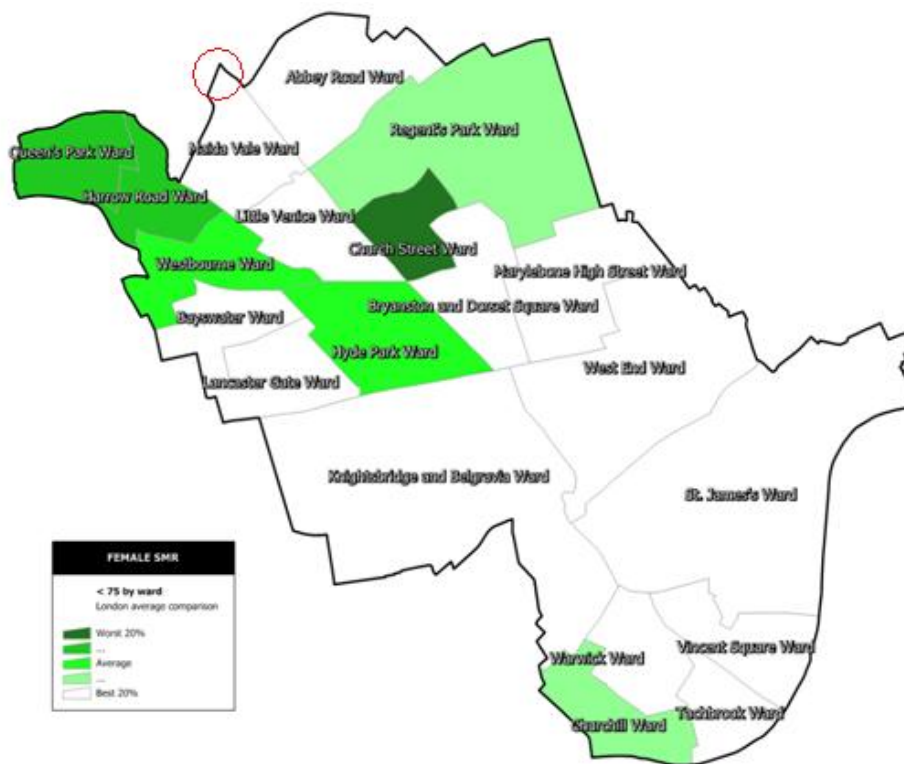 Abbey Road Ward
Regent's Park Ward
Maida Vale Ward
Queen's Park Ward
Harrow Road Ward
Little Venice Ward
Church Street Ward
Westbourne Ward
Marylebone High Street Ward
Bryanston and Dorset Square Ward
Bayswater Ward
Hyde Park Ward
West End Ward
Lancaster Gate Ward
Knightsbridge and Belgravia Ward
St. James's Ward
FEMALE SMR
< 75 by ward
London average comparison
Worst 20%
...
Average
...
Best 20%
Vincent Square Ward
Warwick Ward
Tachbrook Ward
Churchill Ward